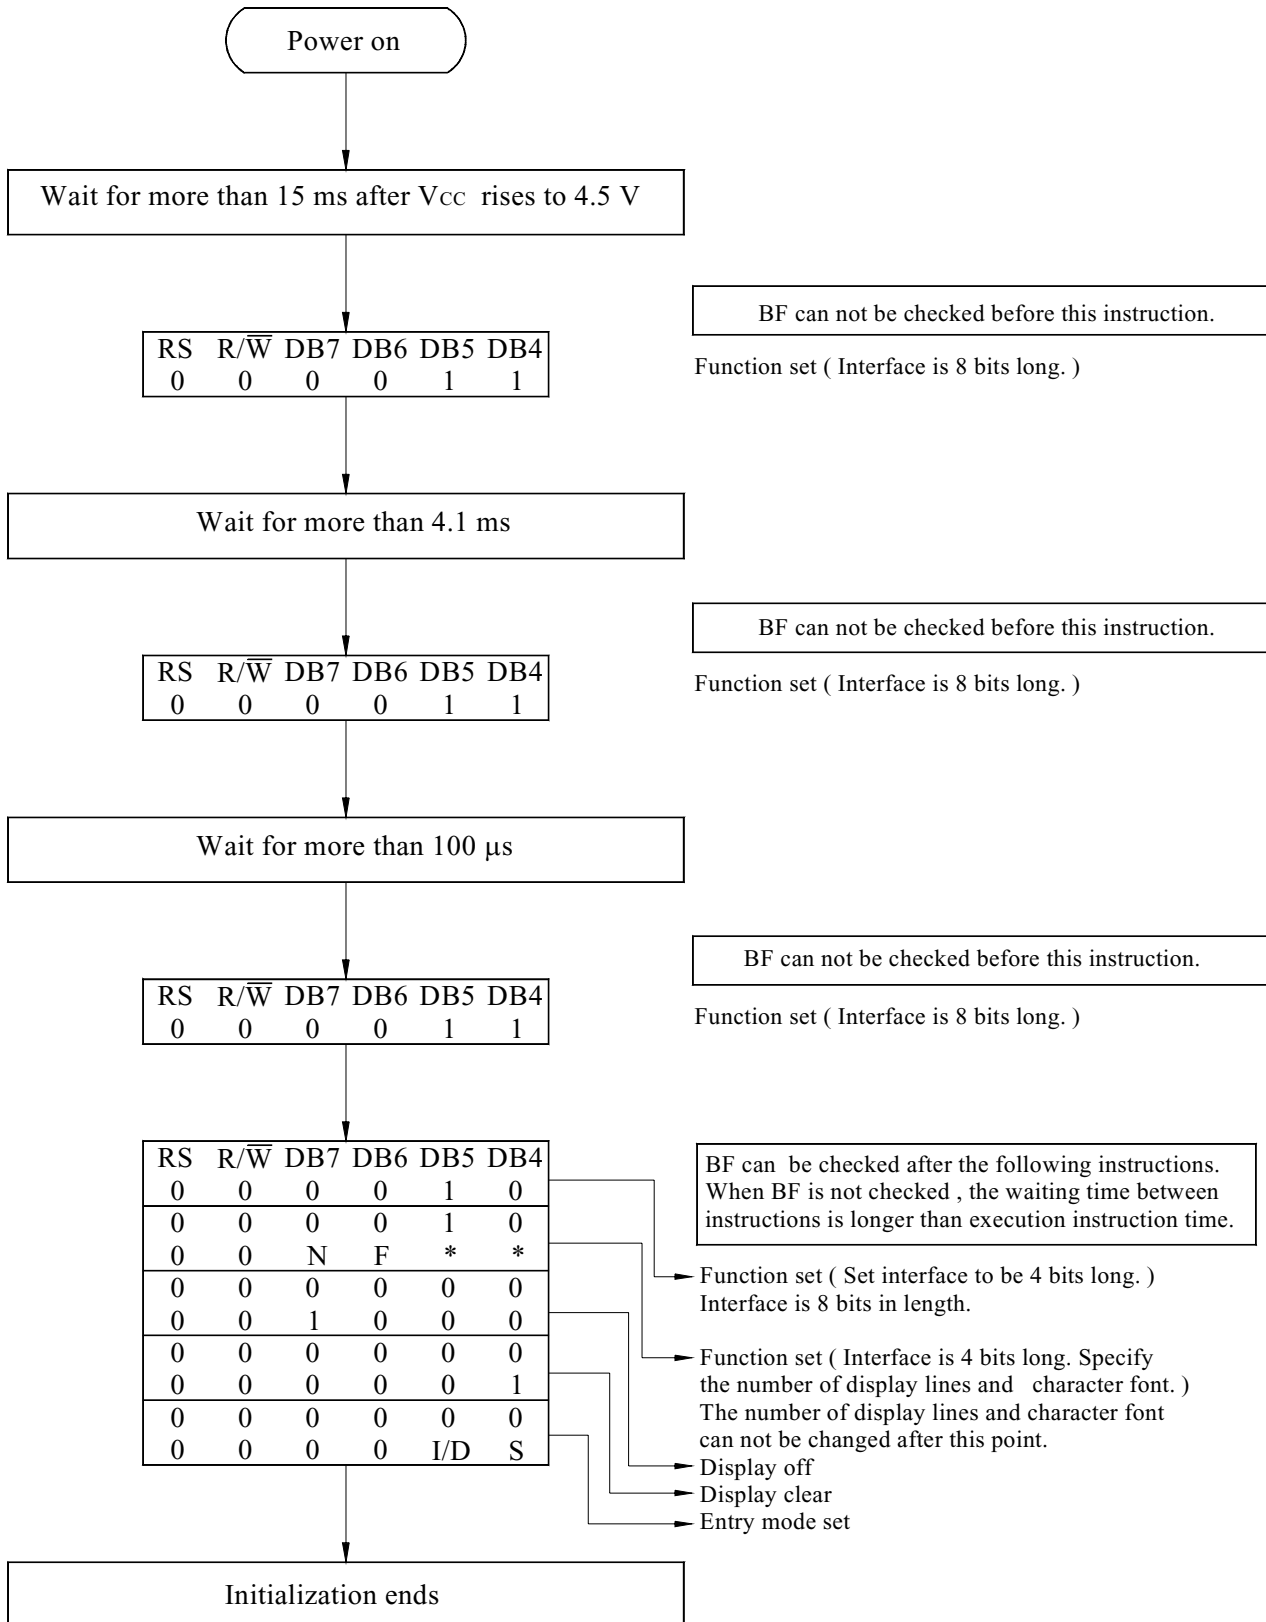 Power on
Wait for more than 15 ms after VCC rises to 4.5 V
BF can not be checked before this instruction.
RS R/W̅ DB7 DB6 DB5 DB4
0 0 0 0 1 1
Function set ( Interface is 8 bits long. )
Wait for more than 4.1 ms
BF can not be checked before this instruction.
RS R/W̅ DB7 DB6 DB5 DB4
0 0 0 0 1 1
Function set ( Interface is 8 bits long. )
Wait for more than 100 μs
BF can not be checked before this instruction.
RS R/W̅ DB7 DB6 DB5 DB4
0 0 0 0 1 1
Function set ( Interface is 8 bits long. )
RS R/W̅ DB7 DB6 DB5 DB4
0 0 0 0 1 0
0 0 0 0 1 0
0 0 N F * *
0 0 0 0 0 0
0 0 1 0 0 0
0 0 0 0 0 0
0 0 0 0 0 1
0 0 0 0 0 0
0 0 0 0 I/D S
BF can be checked after the following instructions.
When BF is not checked , the waiting time between
instructions is longer than execution instruction time.
Function set ( Set interface to be 4 bits long. )
Interface is 8 bits in length.
Function set ( Interface is 4 bits long. Specify
the number of display lines and character font. )
The number of display lines and character font
can not be changed after this point.
Display off
Display clear
Entry mode set
Initialization ends